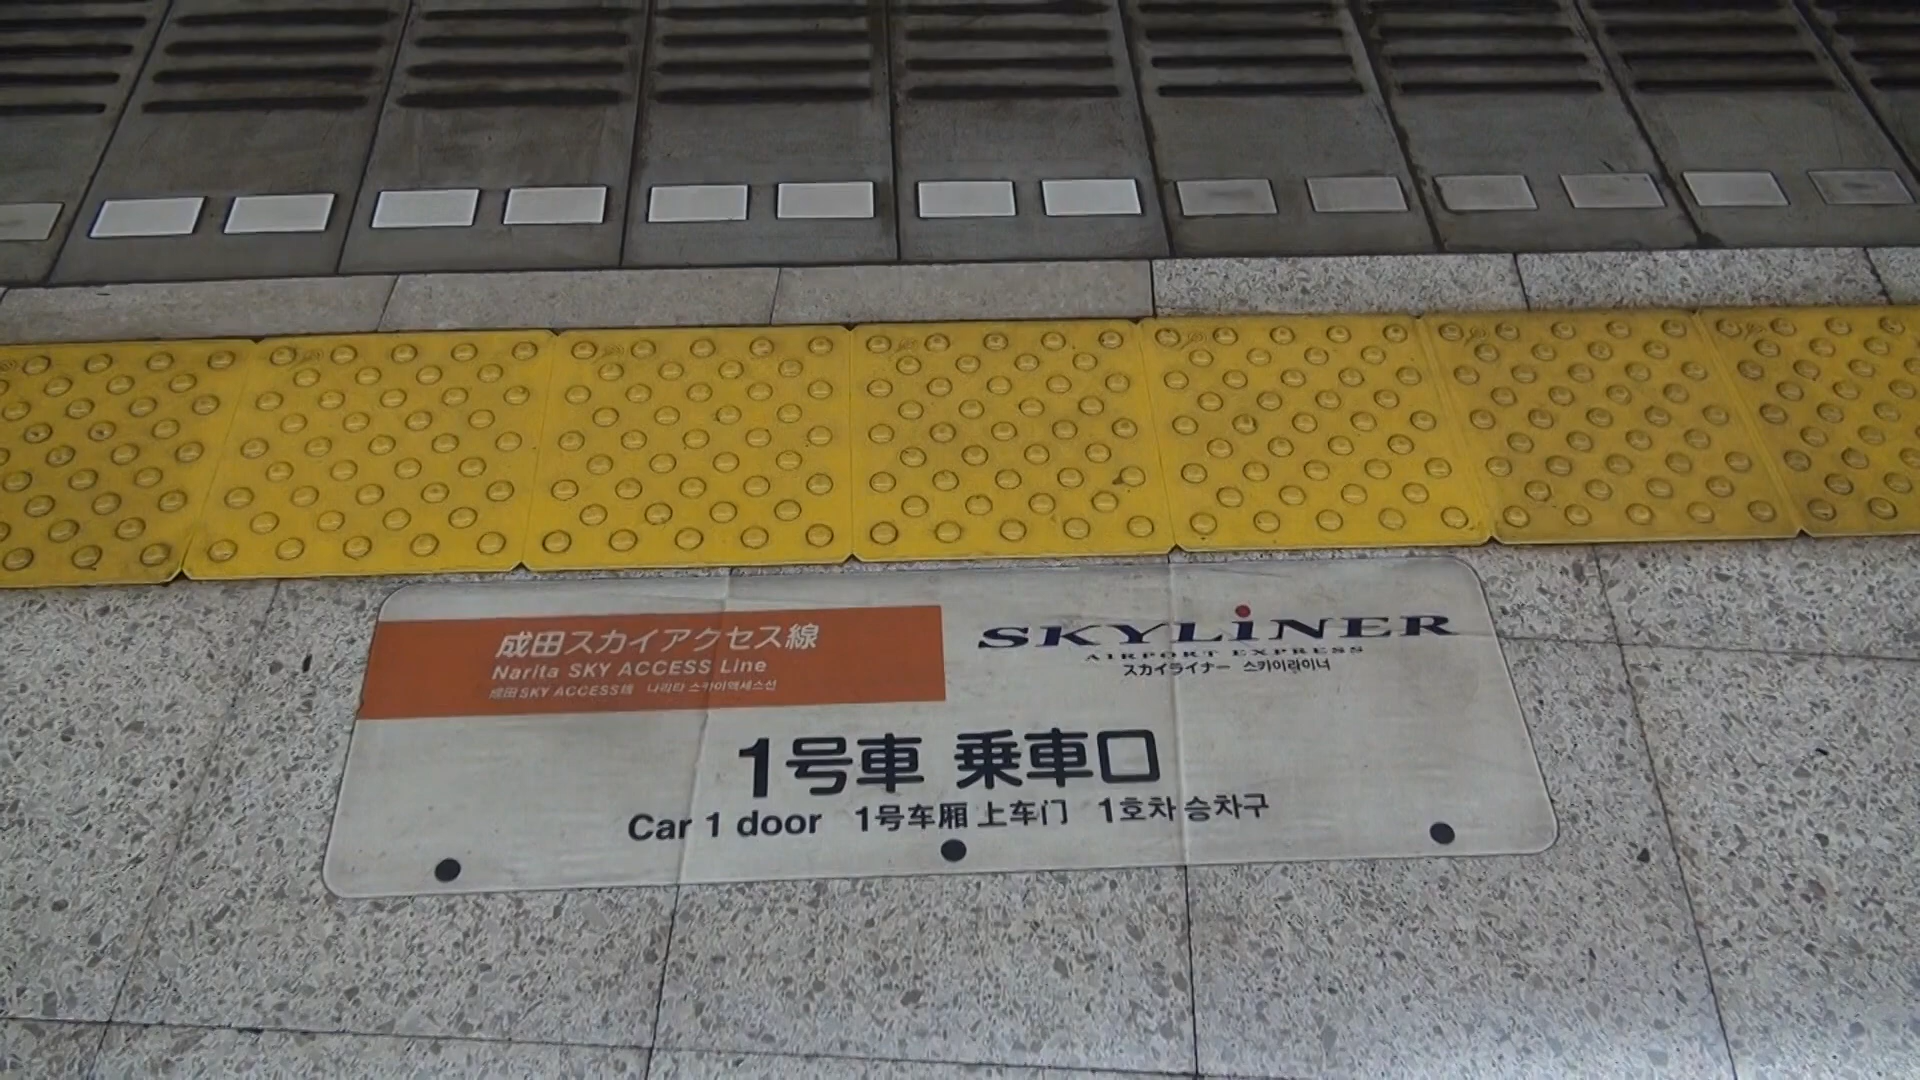 成田スカイアクセス線
Narita SKY ACCESS Line
成田SKY ACCESS线 나리타 스카이액세스선
SKYLiNER
AIRPORT EXPRESS
スカイライナー 스카이라이너
1号車 乗車口
Car 1 door 1号车厢 上车门 1호차 승차구